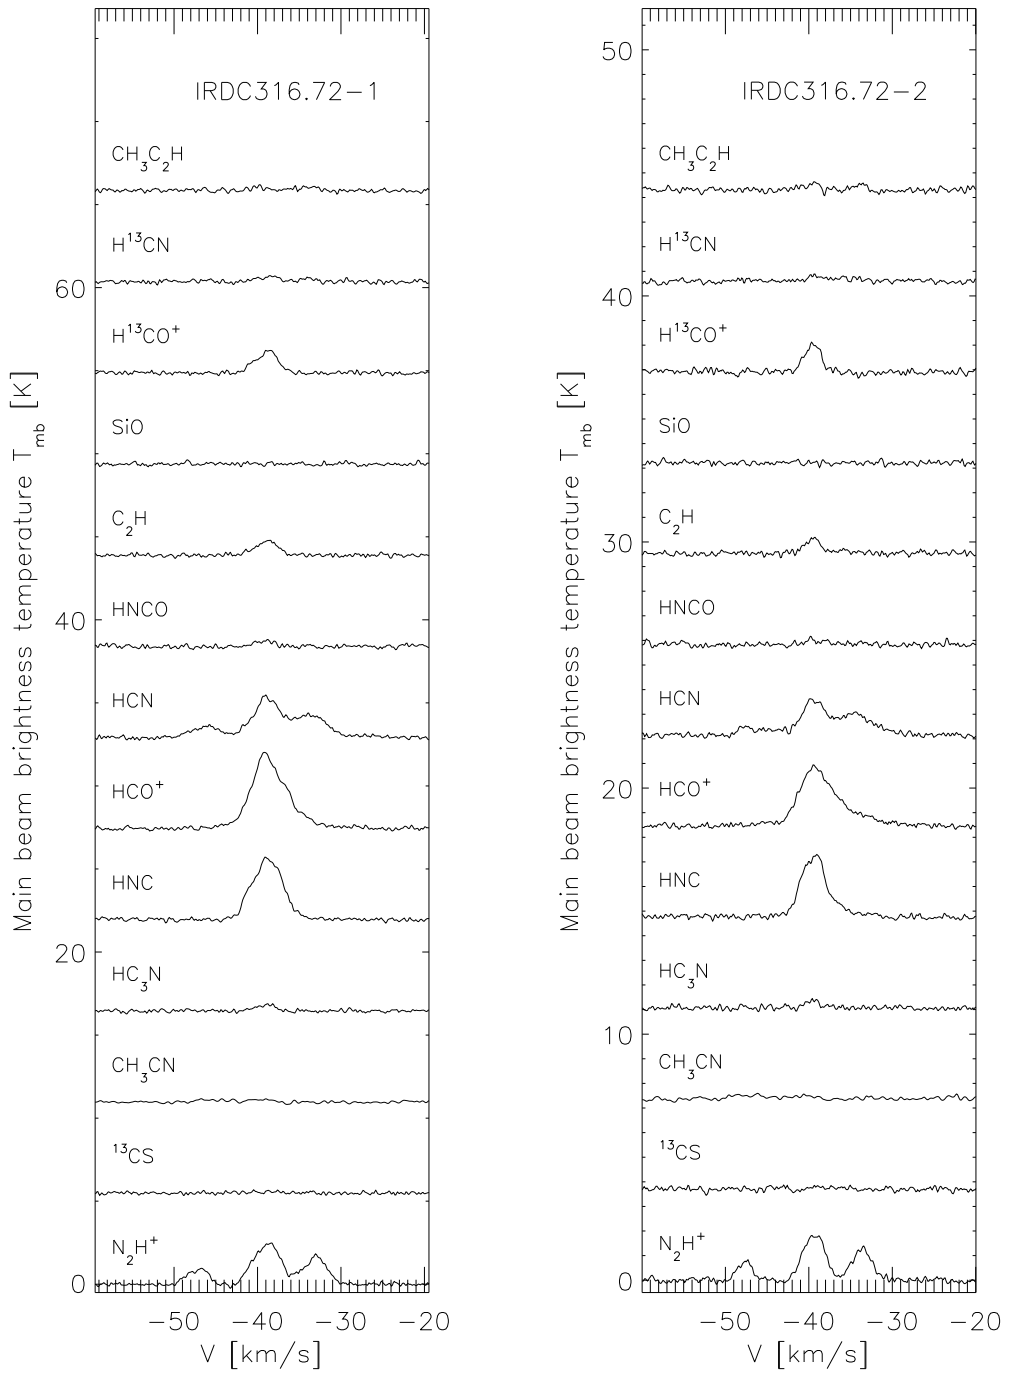 IRDC316.72−1
CH₃C₂H
H¹³CN
60
H¹³CO⁺
SiO
C₂H
HNCO
40
HCN
HCO⁺
HNC
20
HC₃N
CH₃CN
¹³CS
N₂H⁺
0
−50 −40 −30 −20
V [km/s]
Main beam brightness temperature Tmb [K]
50
IRDC316.72−2
CH₃C₂H
H¹³CN
40
H¹³CO⁺
SiO
C₂H
30
HNCO
HCN
HCO⁺
20
HNC
HC₃N
10
CH₃CN
¹³CS
N₂H⁺
0
−50 −40 −30 −20
V [km/s]
Main beam brightness temperature Tmb [K]